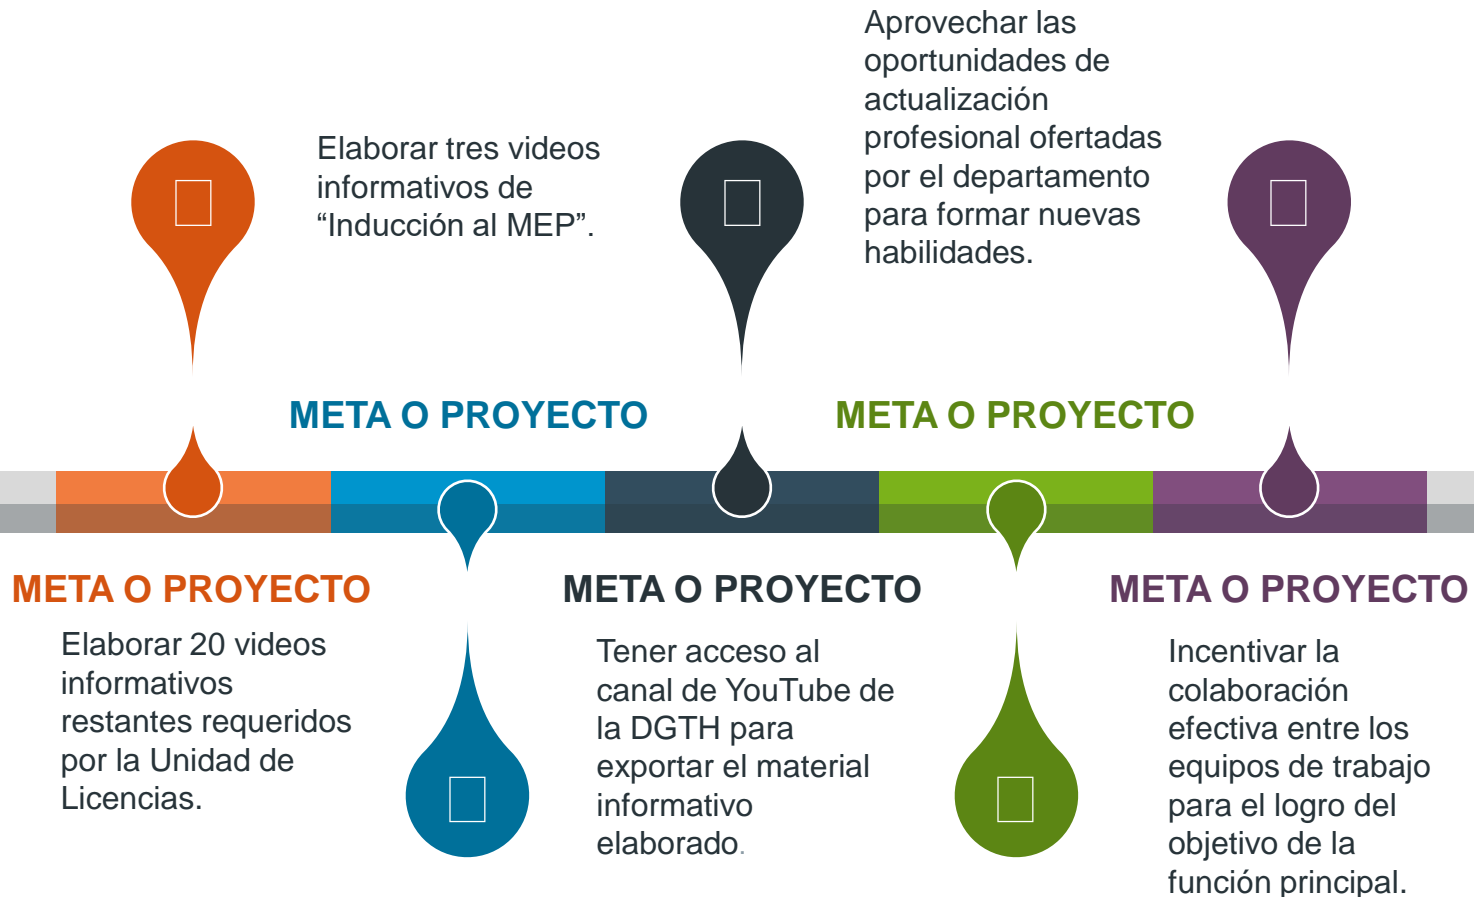 Aprovechar las
oportunidades de
actualización
profesional ofertadas
por el departamento
para formar nuevas
habilidades.
Elaborar tres videos
informativos de
“Inducción al MEP”.
META O PROYECTO
META O PROYECTO
META O PROYECTO
Elaborar 20 videos
informativos
restantes requeridos
por la Unidad de
Licencias.
META O PROYECTO
Tener acceso al
canal de YouTube de
la DGTH para
exportar el material
informativo
elaborado.
META O PROYECTO
Incentivar la
colaboración
efectiva entre los
equipos de trabajo
para el logro del
objetivo de la
función principal.